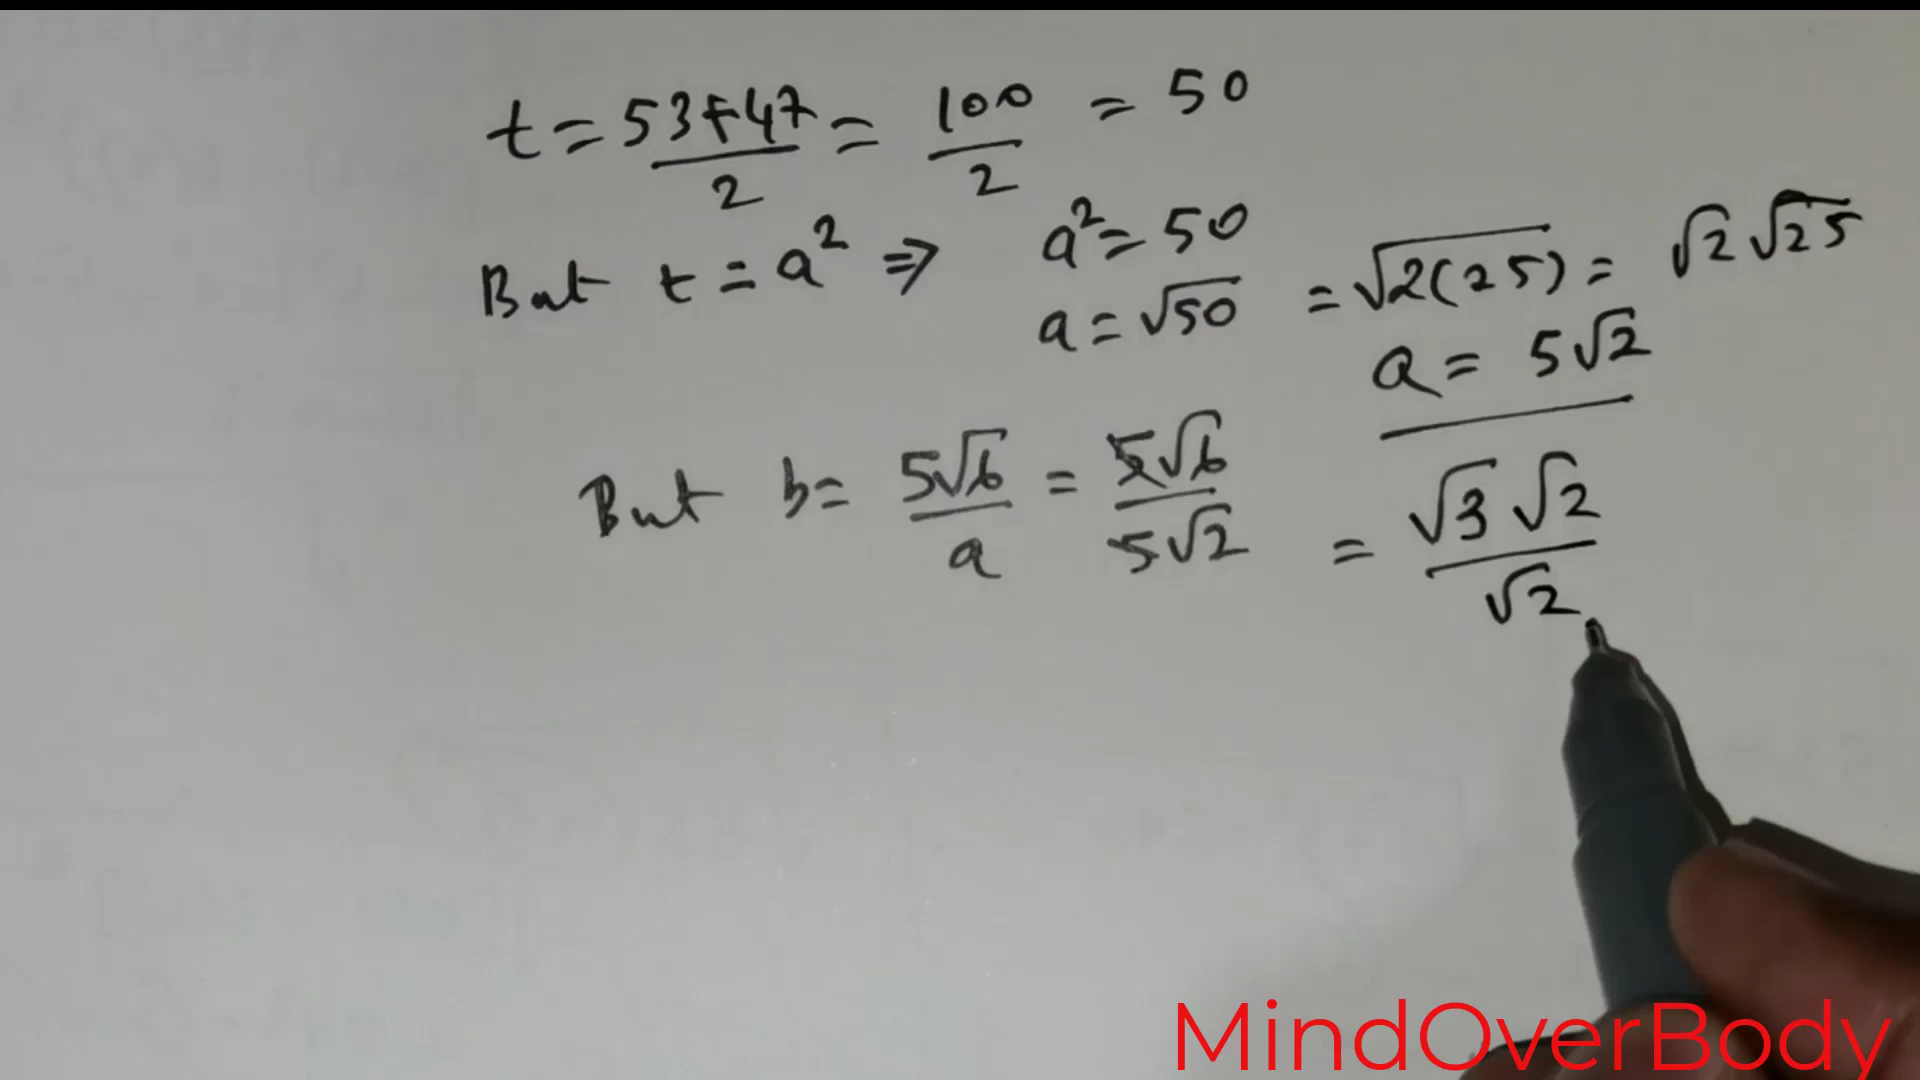 t = 53+47/2 = 100/2 = 50
But t = a² ⇒ a² = 50
a = √50 = √2(25) = √2 √25
a = 5√2
But b = 5√6/a = 5√6/5√2 = √3 √2/√2
MindOverBody